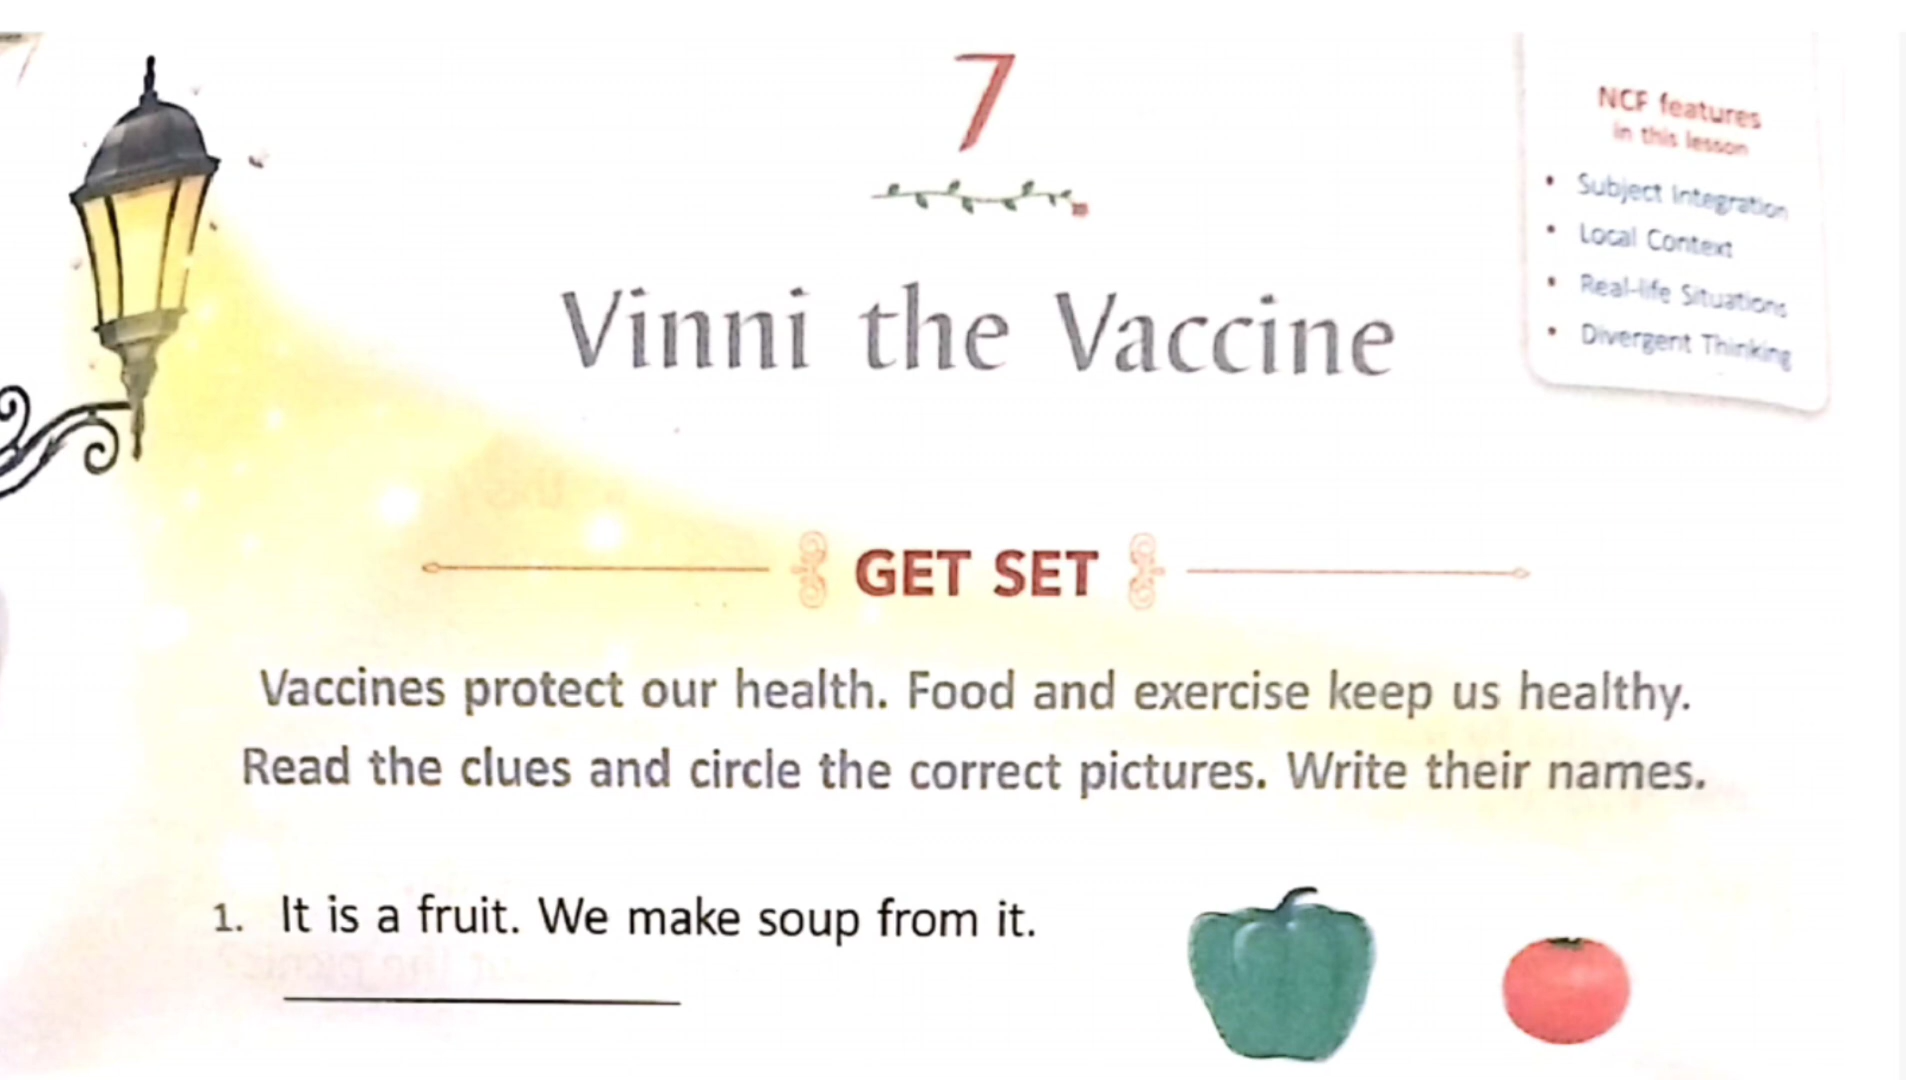 7
NCF features
in this lesson
• Subject Integration
• Local Context
• Real-life Situations
• Divergent Thinking
Vinni the Vaccine
GET SET
Vaccines protect our health. Food and exercise keep us healthy.
Read the clues and circle the correct pictures. Write their names.
1. It is a fruit. We make soup from it.